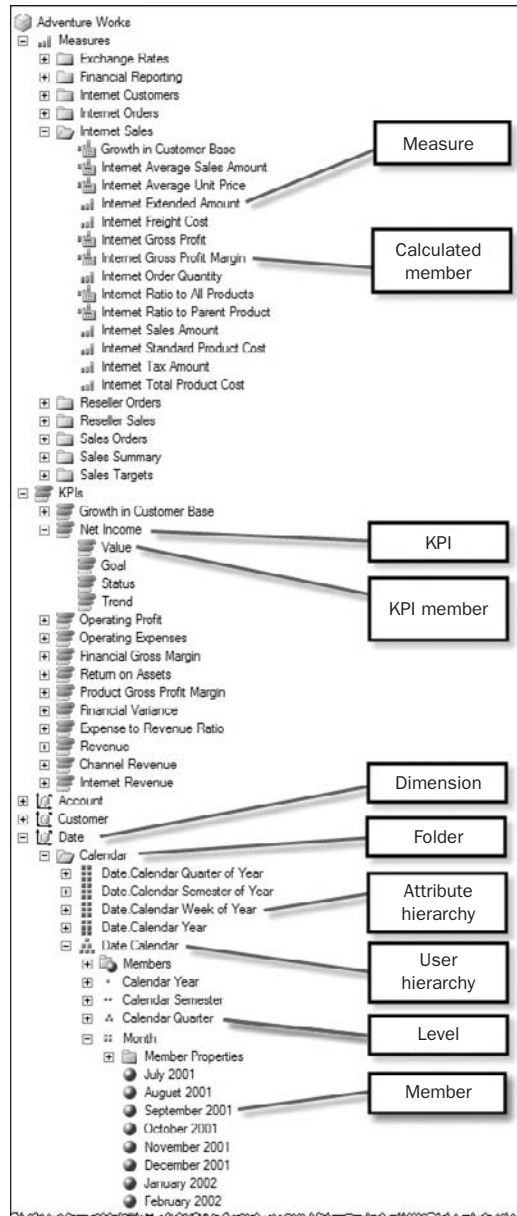 Adventure Works
Measures
Exchange Rates
Financial Reporting
Internet Customers
Internet Orders
Internet Sales
Growth in Customer Base
Measure
Internet Average Sales Amount
Internet Average Unit Price
Internet Extended Amount
Internet Freight Cost
Internet Gross Profit
Internet Gross Profit Margin
Calculated
member
Internet Order Quantity
Internet Ratio to All Products
Internet Ratio to Parent Product
Internet Sales Amount
Internet Standard Product Cost
Internet Tax Amount
Internet Total Product Cost
Reseller Orders
Reseller Sales
Sales Orders
Sales Summary
Sales Targets
KPIs
Growth in Customer Base
Net Income
KPI
Value
Goal
Status
KPI member
Trend
Operating Profit
Operating Expenses
Financial Gross Margin
Return on Assets
Product Gross Profit Margin
Financial Variance
Expense to Revenue Ratio
Revenue
Channel Revenue
Internet Revenue
Dimension
Account
Customer
Date
Folder
Calendar
Date.Calendar Quarter of Year
Date.Calendar Semester of Year
Attribute
hierarchy
Date.Calendar Week of Year
Date.Calendar Year
Date.Calendar
User
hierarchy
Members
Calendar Year
Calendar Semester
Calendar Quarter
Level
Month
Member Properties
July 2001
August 2001
Member
September 2001
October 2001
November 2001
December 2001
January 2002
February 2002